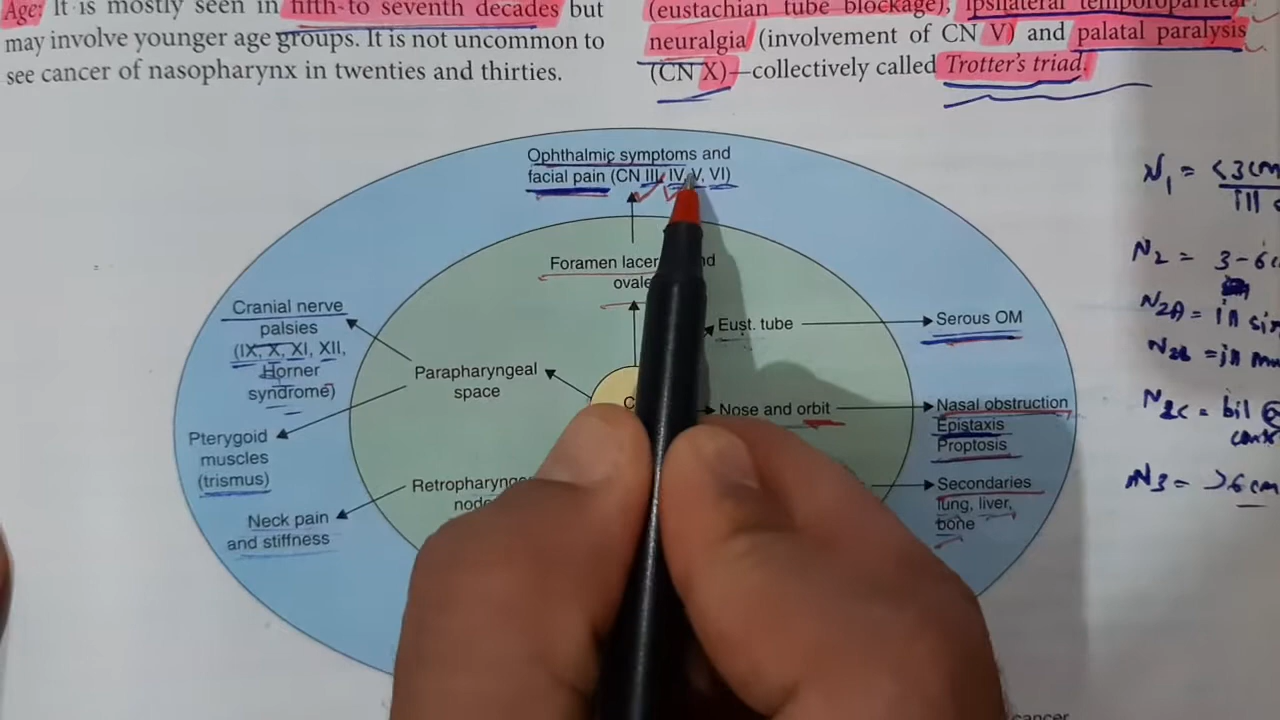 Age: It is mostly seen in fifth to seventh decades but
may involve younger age groups. It is not uncommon to
see cancer of nasopharynx in twenties and thirties.
(eustachian tube blockage), ipsilateral temporoparietal
neuralgia (involvement of CN V) and palatal paralysis
(CN X)—collectively called Trotter's triad.
Ophthalmic symptoms and
facial pain (CN III, IV, V, VI)
Foramen
Cranial nerve
palsies
(IX, X, XI, XII,
Horner
syndrome)
Eust. tube
Serous OM
Parapharyngeal
space
Nose and orbit
Nasal obstruction
Epistaxis
Proptosis
Pterygoid
muscles
(trismus)
Secondaries
lung, liver,
bone
Neck pain
and stiffness
N1 = <3cm
N2 = 3-6
N2A =
N2b =
N2c = bil
N3 = >6cm
cancer